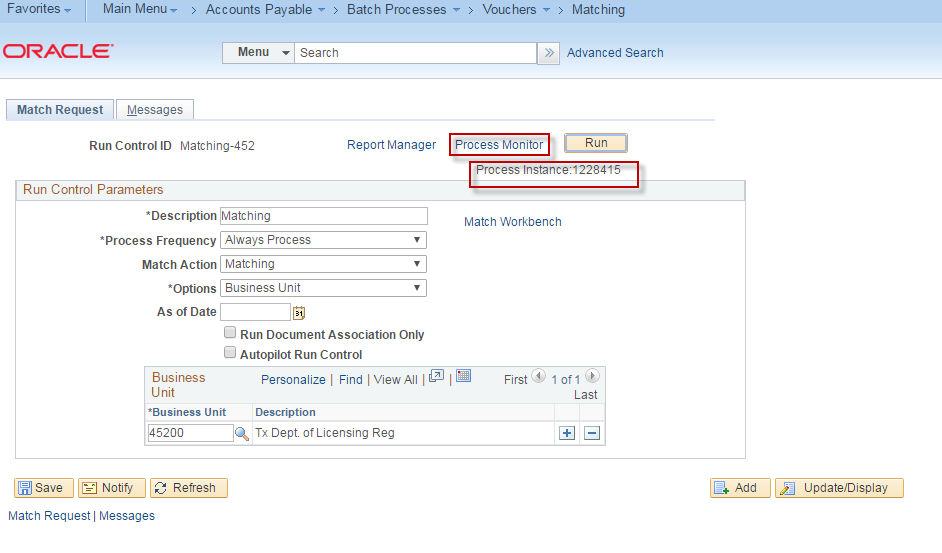 Favorites Main Menu > Accounts Payable > Batch Processes > Vouchers > Matching
ORACLE
Menu Search » Advanced Search
Match Request Messages
Run Control ID Matching-452 Report Manager Process Monitor Run
Process Instance:1228415
Run Control Parameters
*Description Matching
Match Workbench
*Process Frequency Always Process
Match Action Matching
*Options Business Unit
As of Date 31
Run Document Association Only
Autopilot Run Control
Business Unit Personalize | Find | View All | | First 1 of 1 Last
*Business Unit Description
45200 Tx Dept. of Licensing Reg + −
Save Notify Refresh Add Update/Display
Match Request | Messages